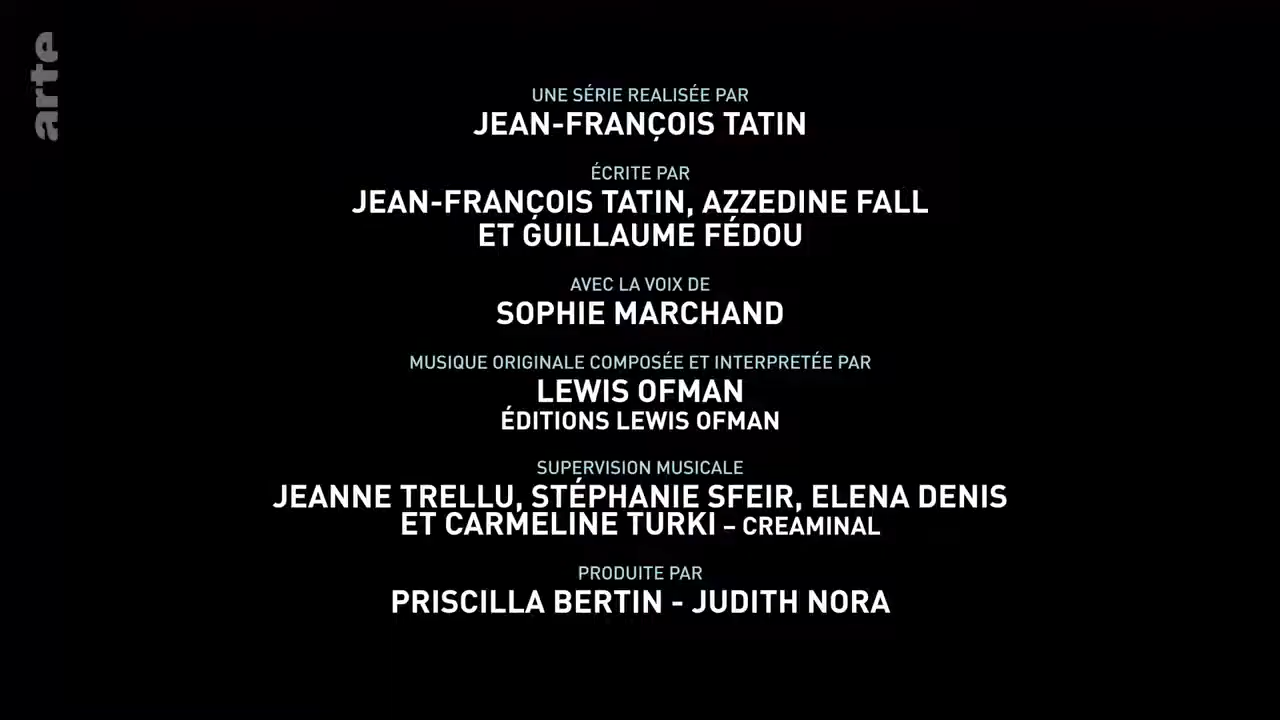 arte
UNE SÉRIE REALISÉE PAR
JEAN-FRANÇOIS TATIN
ÉCRITE PAR
JEAN-FRANÇOIS TATIN, AZZEDINE FALL
ET GUILLAUME FÉDOU
AVEC LA VOIX DE
SOPHIE MARCHAND
MUSIQUE ORIGINALE COMPOSÉE ET INTERPRETÉE PAR
LEWIS OFMAN
ÉDITIONS LEWIS OFMAN
SUPERVISION MUSICALE
JEANNE TRELLU, STÉPHANIE SFEIR, ELENA DENIS
ET CARMELINE TURKI – CREAMINAL
PRODUITE PAR
PRISCILLA BERTIN - JUDITH NORA